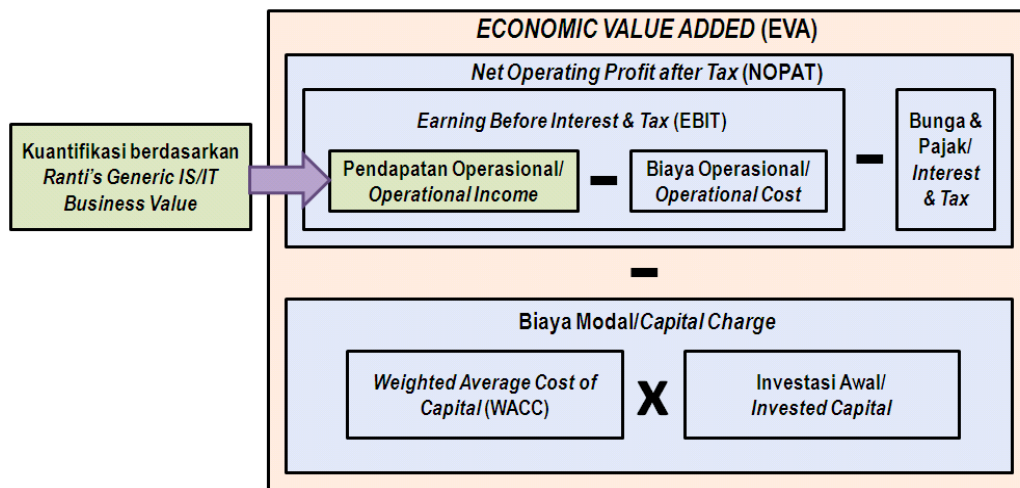 ECONOMIC VALUE ADDED (EVA)
Net Operating Profit after Tax (NOPAT)
Earning Before Interest & Tax (EBIT)
Kuantifikasi berdasarkan
Ranti's Generic IS/IT
Business Value
Pendapatan Operasional/
Operational Income
-
Biaya Operasional/
Operational Cost
-
Bunga &
Pajak/
Interest
& Tax
-
Biaya Modal/Capital Charge
Weighted Average Cost of
Capital (WACC)
X
Investasi Awal/
Invested Capital